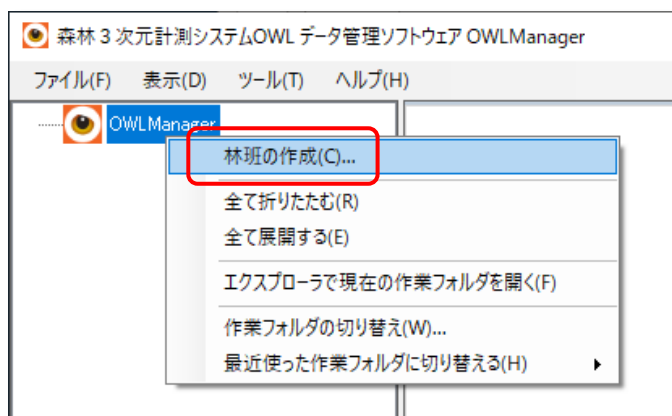 森林３次元計測システムOWL データ管理ソフトウェア OWLManager
ファイル(F) 表示(D) ツール(T) ヘルプ(H)
OWLManager
林班の作成(C)...
全て折りたたむ(R)
全て展開する(E)
エクスプローラで現在の作業フォルダを開く(F)
作業フォルダの切り替え(W)...
最近使った作業フォルダに切り替える(H)